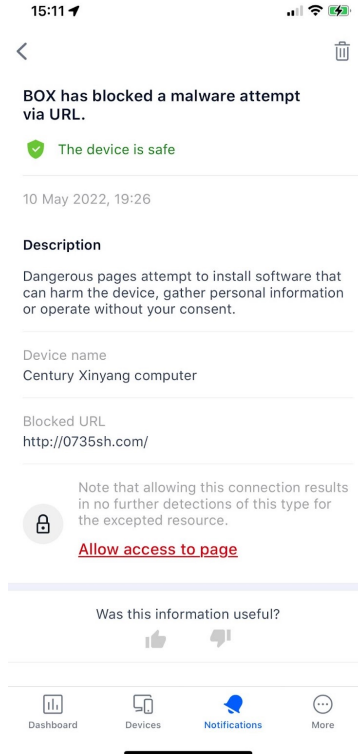 15:11
BOX has blocked a malware attempt
via URL.
The device is safe
10 May 2022, 19:26
Description
Dangerous pages attempt to install software that
can harm the device, gather personal information
or operate without your consent.
Device name
Century Xinyang computer
Blocked URL
http://0735sh.com/
Note that allowing this connection results
in no further detections of this type for
the excepted resource.
Allow access to page
Was this information useful?
Dashboard
Devices
Notifications
More